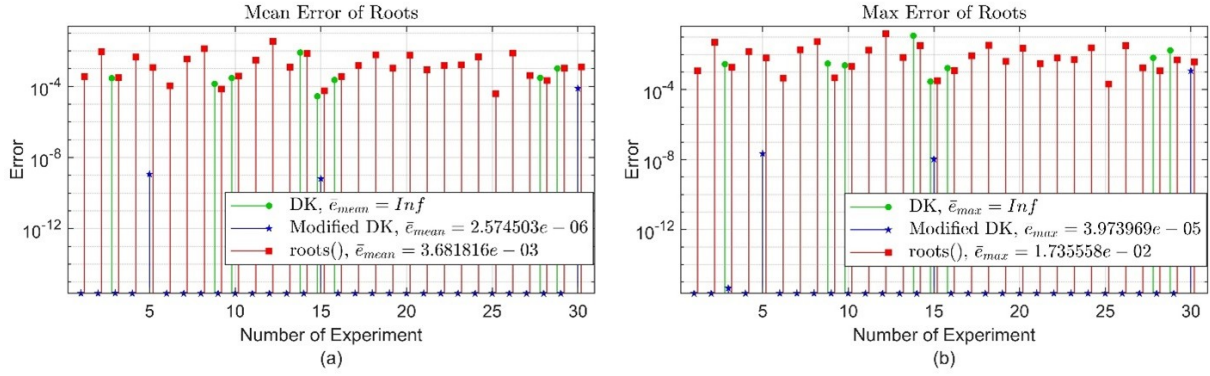 Mean Error of Roots
Error
10^-4
10^-8
10^-12
DK, ē_mean = Inf
Modified DK, ē_mean = 2.574503e − 06
roots(), ē_mean = 3.681816e − 03
5 10 15 20 25 30
Number of Experiment
(a)
Max Error of Roots
Error
10^-4
10^-8
10^-12
DK, ē_max = Inf
Modified DK, e_max = 3.973969e − 05
roots(), ē_max = 1.735558e − 02
5 10 15 20 25 30
Number of Experiment
(b)